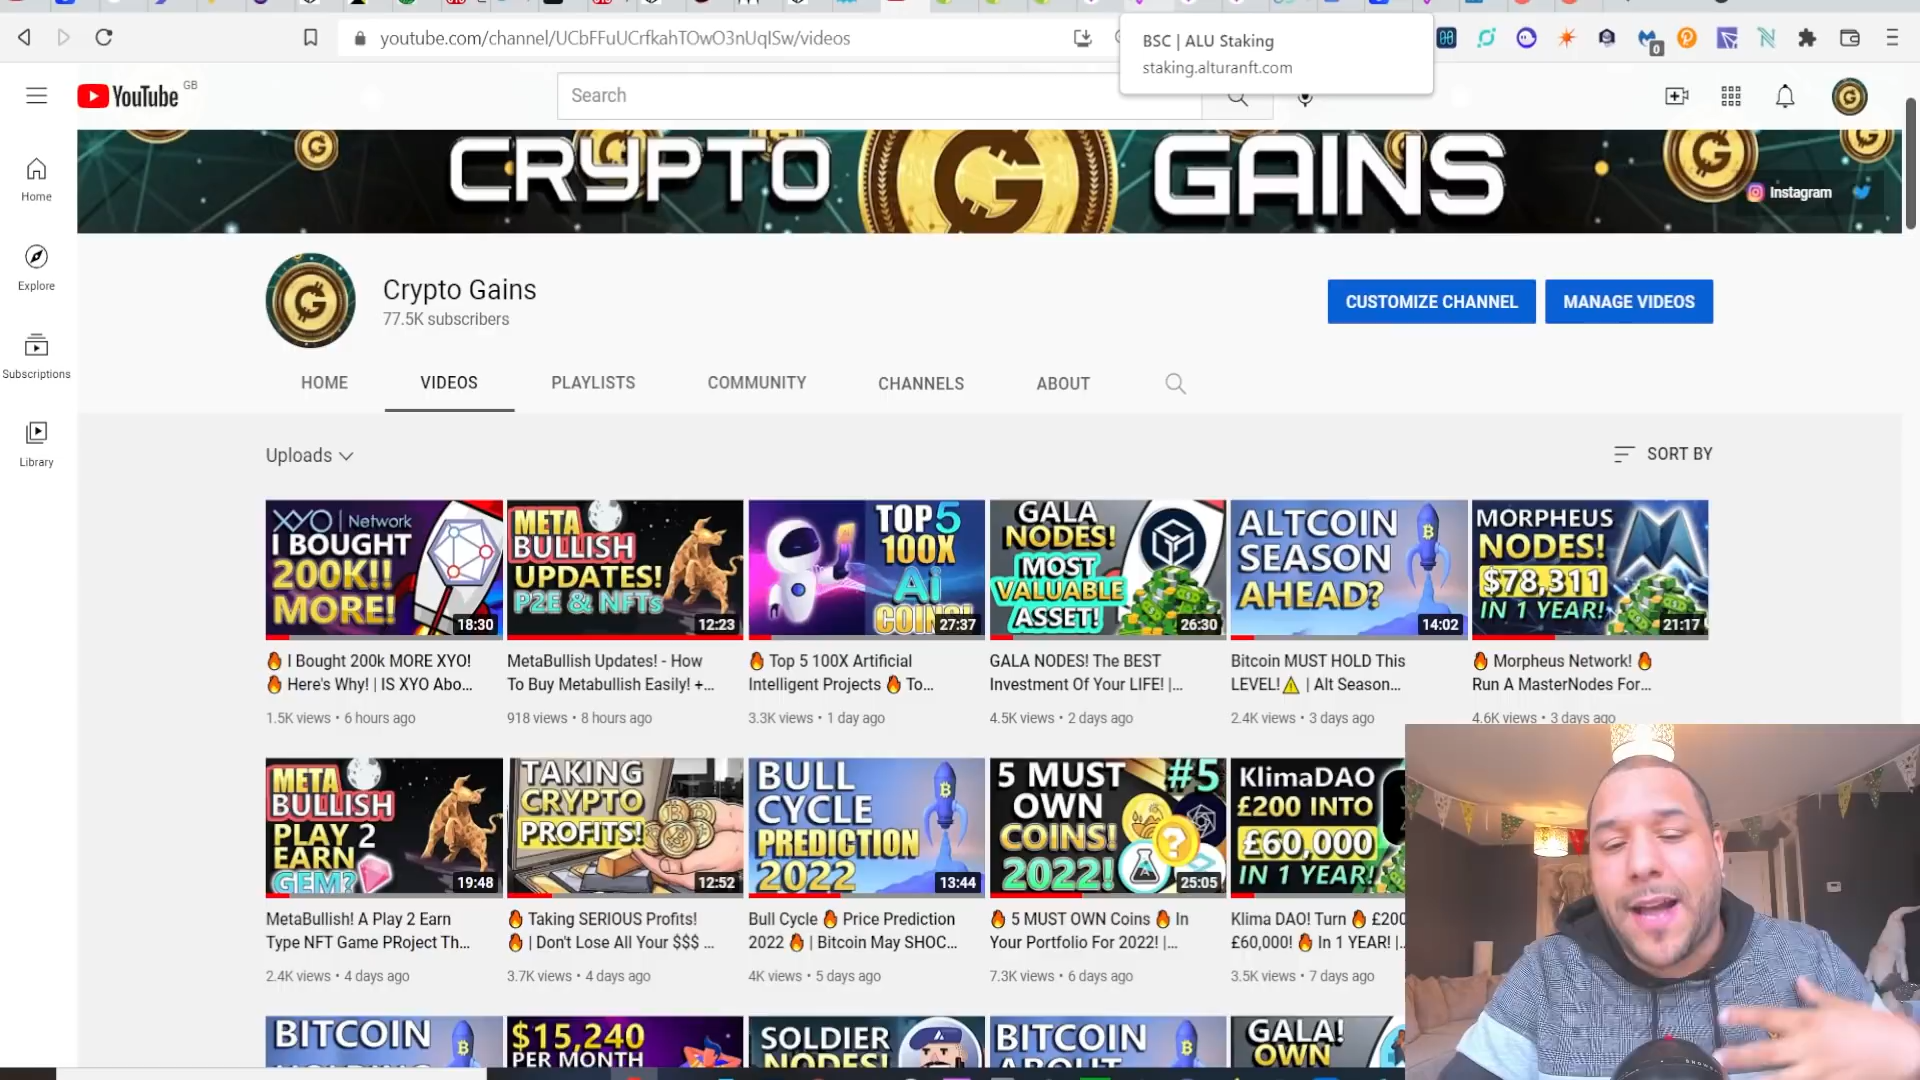 BSC | ALU Staking
youtube.com/channel/UCbFFuUCrfkahTOwO3nUqISw/videos
staking.alturanft.com
0
YouTube GB
Search
CRYPTO G GAINS
Instagram
Home
Explore
Subscriptions
Library
Crypto Gains
77.5K subscribers
CUSTOMIZE CHANNEL
MANAGE VIDEOS
HOME
VIDEOS
PLAYLISTS
COMMUNITY
CHANNELS
ABOUT
Uploads
SORT BY
XYO | Network
I BOUGHT
200K!!
MORE!
18:30
META
BULLISH
UPDATES!
P2E & NFTs
12:23
TOP 5
100X
Ai
COINS!
27:37
GALA
NODES!
MOST
VALUABLE
ASSET!
26:30
ALTCOIN
SEASON
AHEAD?
14:02
MORPHEUS
NODES!
$78,311
IN 1 YEAR!
21:17
🔥 I Bought 200k MORE XYO!
🔥 Here's Why! | IS XYO Abo...
1.5K views • 6 hours ago
MetaBullish Updates! - How
To Buy Metabullish Easily! +...
918 views • 8 hours ago
🔥 Top 5 100X Artificial
Intelligent Projects 🔥 To...
3.3K views • 1 day ago
GALA NODES! The BEST
Investment Of Your LIFE! |...
4.5K views • 2 days ago
Bitcoin MUST HOLD This
LEVEL!⚠ | Alt Season...
2.4K views • 3 days ago
🔥 Morpheus Network! 🔥
Run A MasterNodes For...
4.6K views • 3 days ago
META
BULLISH
PLAY 2
EARN
GEM?
19:48
TAKING
CRYPTO
PROFITS!
12:52
BULL
CYCLE
PREDICTION
2022
13:44
5 MUST #5
OWN
COINS!
2022!
25:05
KlimaDAO
£200 INTO
£60,000
IN 1 YEAR!
MetaBullish! A Play 2 Earn
Type NFT Game PRoject Th...
2.4K views • 4 days ago
🔥 Taking SERIOUS Profits!
🔥 | Don't Lose All Your $$$ ...
3.7K views • 4 days ago
Bull Cycle 🔥 Price Prediction
2022 🔥 | Bitcoin May SHOC...
4K views • 5 days ago
🔥 5 MUST OWN Coins 🔥 In
Your Portfolio For 2022! |...
7.3K views • 6 days ago
Klima DAO! Turn 🔥 £200
£60,000! 🔥 In 1 YEAR! |..
3.5K views • 7 days ago
BITCOIN
$15,240
PER MONTH
SOLDIER
NODES!
BITCOIN
ABOUT
GALA!
OWN